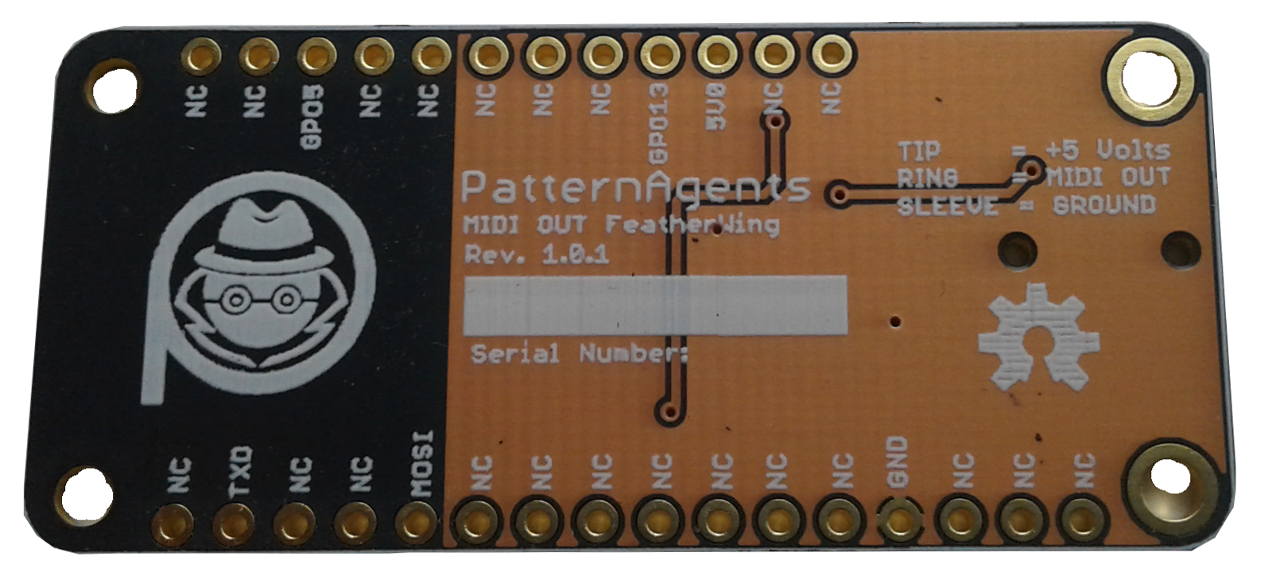 NC NC GPO5 NC NC NC NC NC GPO13 5V0 NC NC
TIP = +5 Volts
RING = MIDI OUT
SLEEVE = GROUND
PatternAgents
MIDI OUT FeatherWing
Rev. 1.0.1
Serial Number:
NC TXO NC NC MOSI NC NC NC NC NC NC NC GND NC NC NC